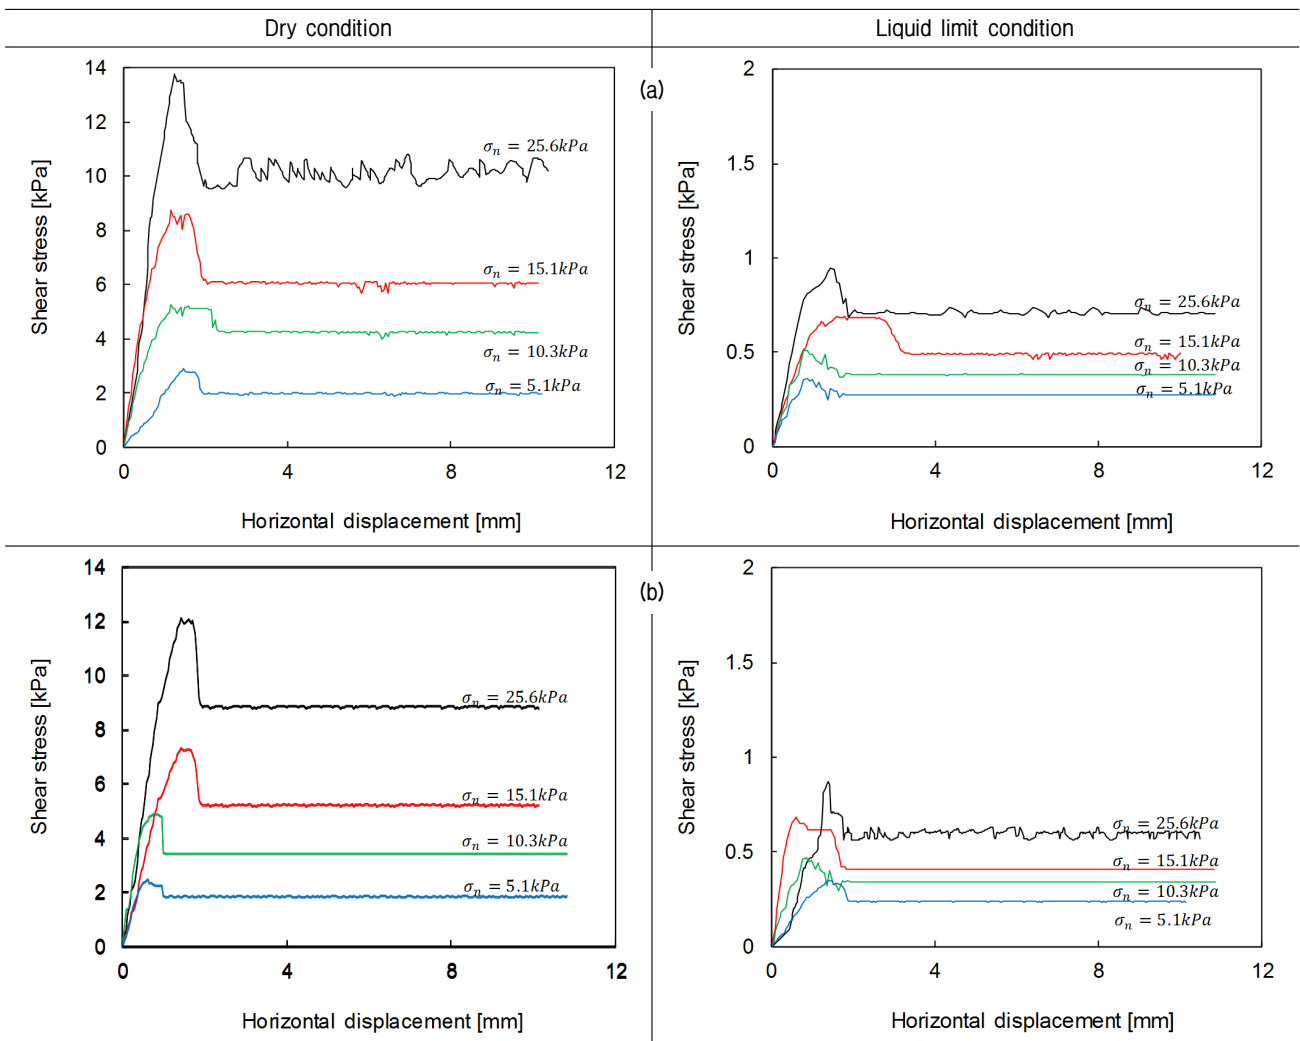 Dry condition
Liquid limit condition
(a)
14
12
10
8
6
4
2
0
0
4
8
12
Shear stress [kPa]
Horizontal displacement [mm]
σn = 25.6kPa
σn = 15.1kPa
σn = 10.3kPa
σn = 5.1kPa
2
1.5
1
0.5
0
0
4
8
12
Shear stress [kPa]
Horizontal displacement [mm]
σn = 25.6kPa
σn = 15.1kPa
σn = 10.3kPa
σn = 5.1kPa
(b)
14
12
10
8
6
4
2
0
0
4
8
12
Shear stress [kPa]
Horizontal displacement [mm]
σn = 25.6kPa
σn = 15.1kPa
σn = 10.3kPa
σn = 5.1kPa
2
1.5
1
0.5
0
0
4
8
12
Shear stress [kPa]
Horizontal displacement [mm]
σn = 25.6kPa
σn = 15.1kPa
σn = 10.3kPa
σn = 5.1kPa